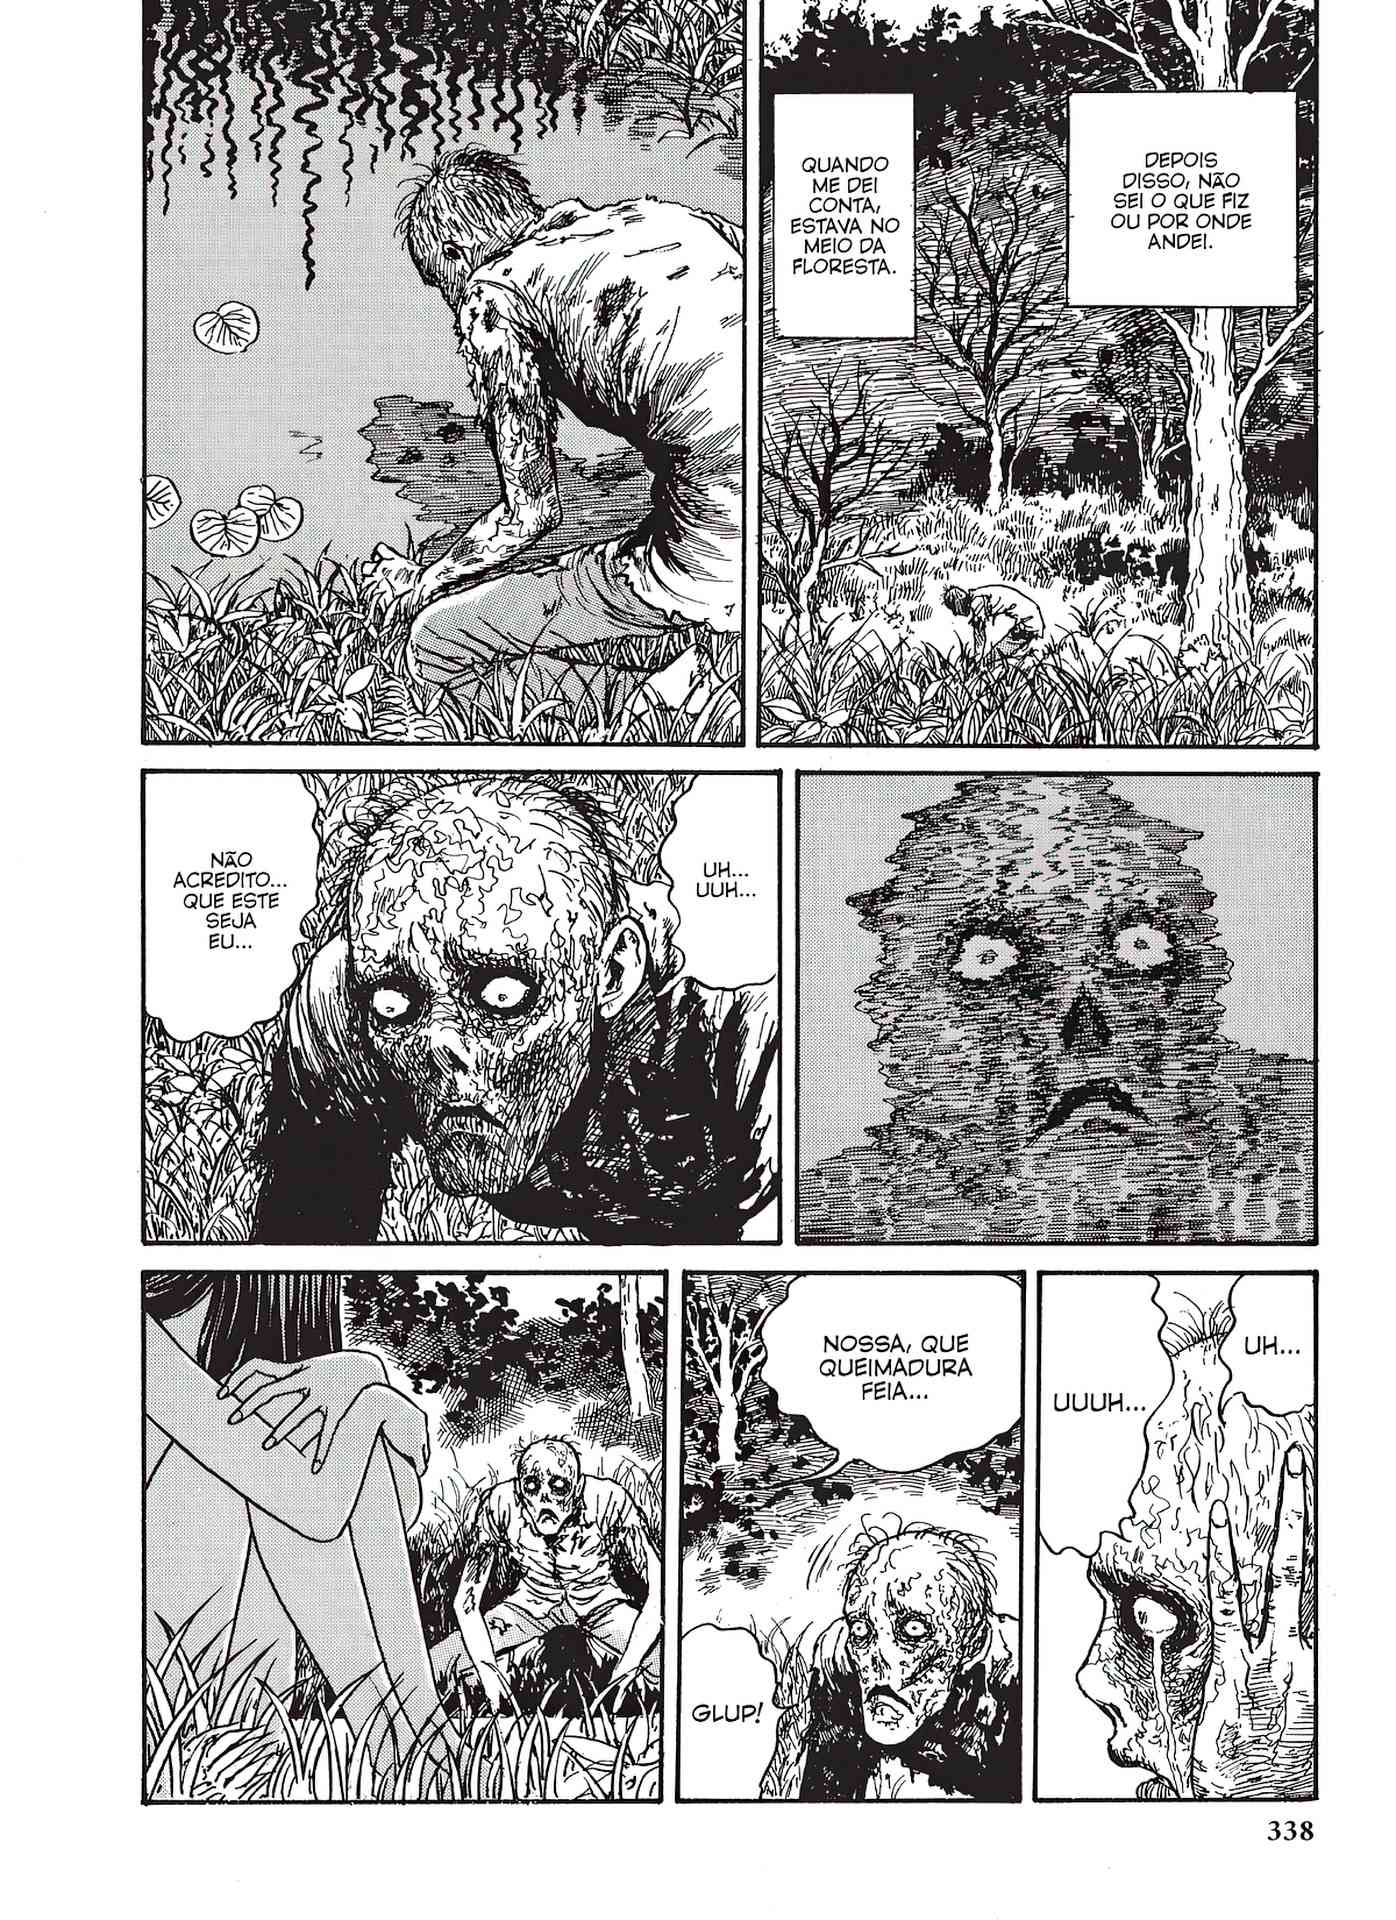 DEPOIS
DISSO, NÃO
SEI O QUE FIZ
OU POR ONDE
ANDEI.
QUANDO
ME DEI
CONTA,
ESTAVA NO
MEIO DA
FLORESTA.
UH...
UUH...
NÃO
ACREDITO...
QUE ESTE
SEJA
EU...
UH...
UUUH...
NOSSA, QUE
QUEIMADURA
FEIA...
GLUP!
338